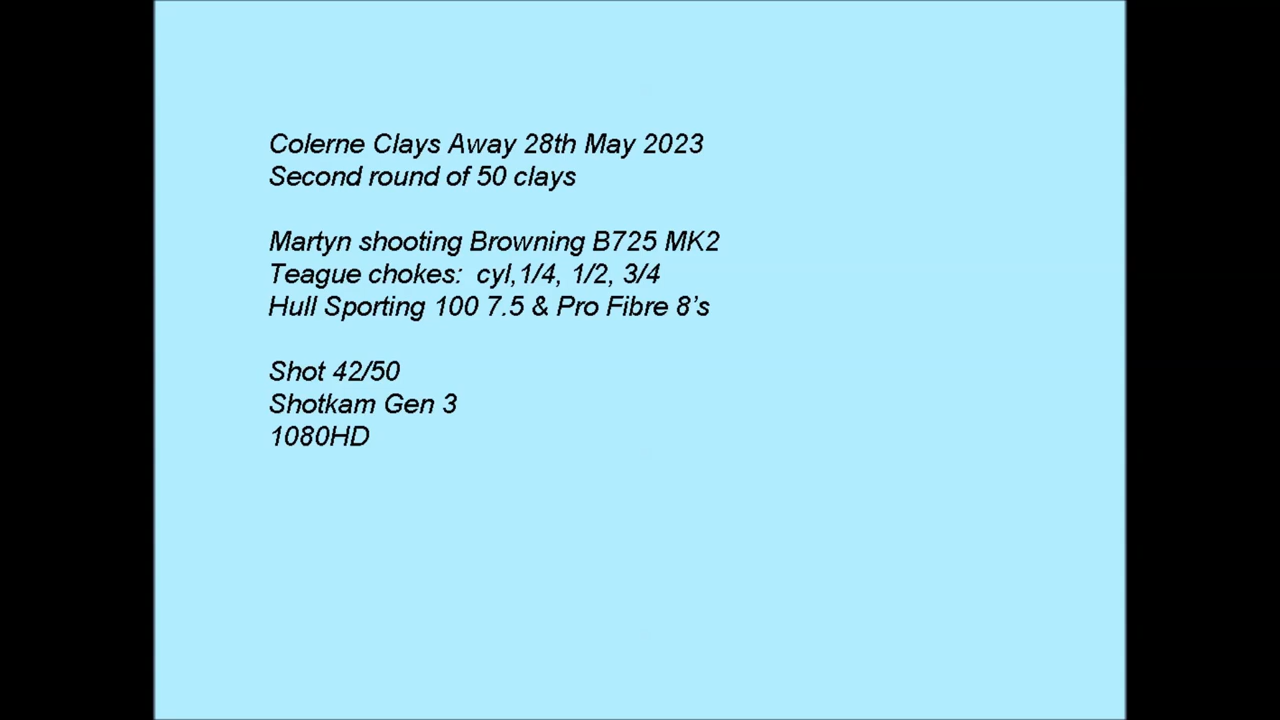 Colerne Clays Away 28th May 2023
Second round of 50 clays
Martyn shooting Browning B725 MK2
Teague chokes:  cyl,1/4, 1/2, 3/4
Hull Sporting 100 7.5 & Pro Fibre 8’s
Shot 42/50
Shotkam Gen 3
1080HD